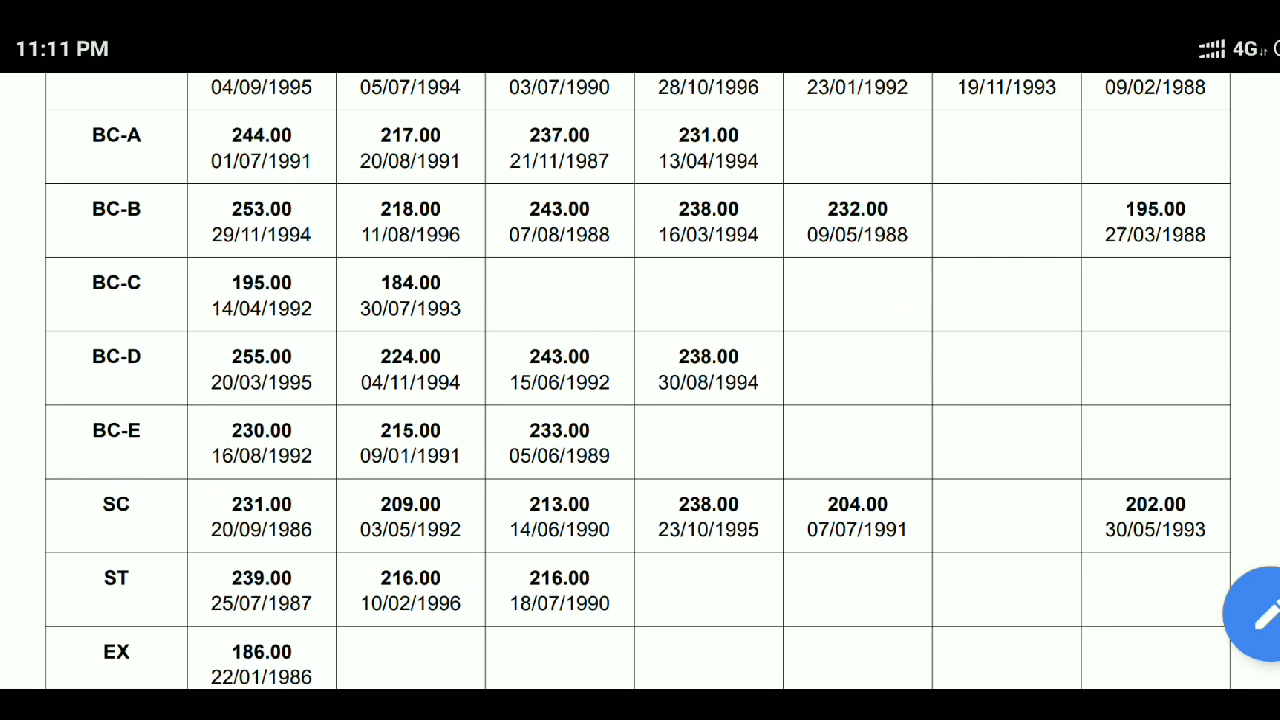 11:11 PM 4G
04/09/1995 05/07/1994 03/07/1990 28/10/1996 23/01/1992 19/11/1993 09/02/1988
BC-A 244.00 217.00 237.00 231.00
01/07/1991 20/08/1991 21/11/1987 13/04/1994
BC-B 253.00 218.00 243.00 238.00 232.00 195.00
29/11/1994 11/08/1996 07/08/1988 16/03/1994 09/05/1988 27/03/1988
BC-C 195.00 184.00
14/04/1992 30/07/1993
BC-D 255.00 224.00 243.00 238.00
20/03/1995 04/11/1994 15/06/1992 30/08/1994
BC-E 230.00 215.00 233.00
16/08/1992 09/01/1991 05/06/1989
SC 231.00 209.00 213.00 238.00 204.00 202.00
20/09/1986 03/05/1992 14/06/1990 23/10/1995 07/07/1991 30/05/1993
ST 239.00 216.00 216.00
25/07/1987 10/02/1996 18/07/1990
EX 186.00
22/01/1986